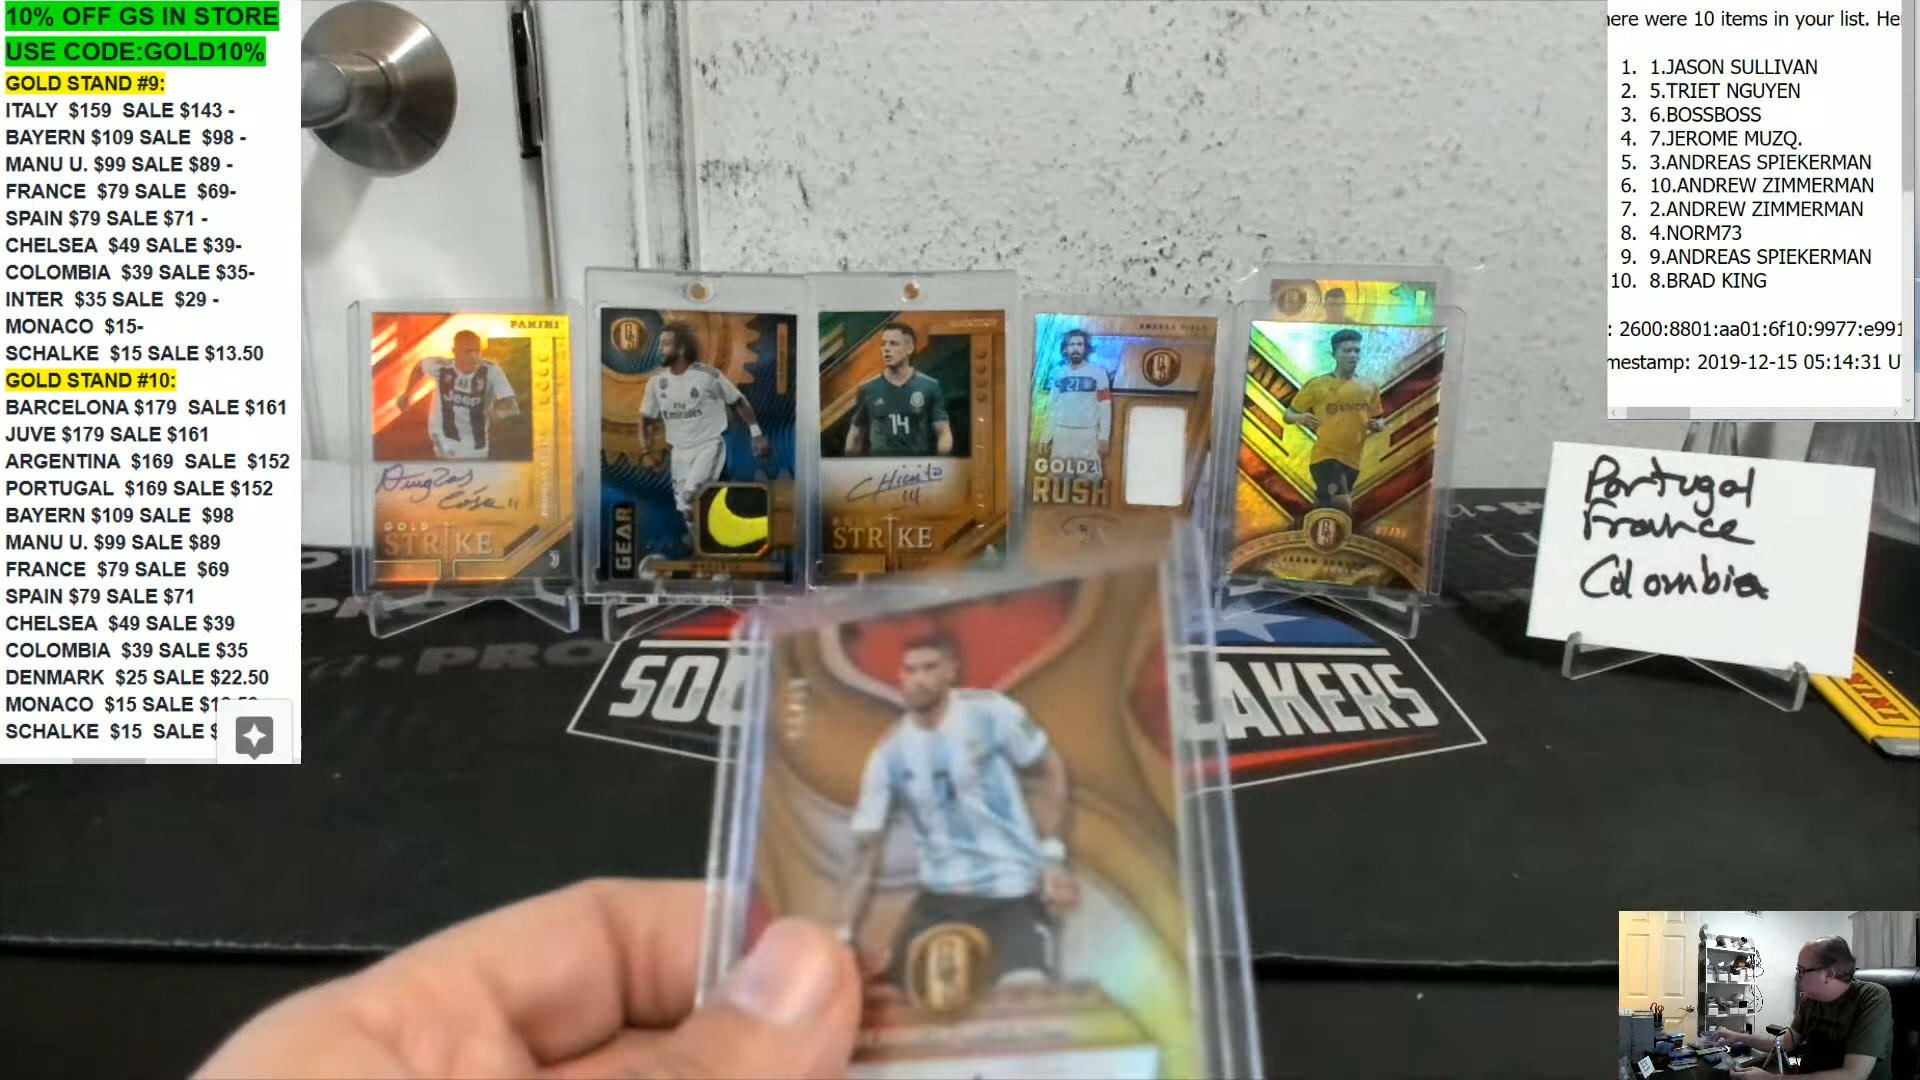 10% OFF GS IN STORE
USE CODE:GOLD10%
GOLD STAND #9:
ITALY $159 SALE $143 -
BAYERN $109 SALE $98 -
MANU U. $99 SALE $89 -
FRANCE $79 SALE $69-
SPAIN $79 SALE $71 -
CHELSEA $49 SALE $39-
COLOMBIA $39 SALE $35-
INTER $35 SALE $29 -
MONACO $15-
SCHALKE $15 SALE $13.50
GOLD STAND #10:
BARCELONA $179 SALE $161
JUVE $179 SALE $161
ARGENTINA $169 SALE $152
PORTUGAL $169 SALE $152
BAYERN $109 SALE $98
MANU U. $99 SALE $89
FRANCE $79 SALE $69
SPAIN $79 SALE $71
CHELSEA $49 SALE $39
COLOMBIA $39 SALE $35
DENMARK $25 SALE $22.50
MONACO $15 SALE
SCHALKE $15 SALE $
ere were 10 items in your list. He
1. 1.JASON SULLIVAN
2. 5.TRIET NGUYEN
3. 6.BOSSBOSS
4. 7.JEROME MUZQ.
5. 3.ANDREAS SPIEKERMAN
6. 10.ANDREW ZIMMERMAN
7. 2.ANDREW ZIMMERMAN
8. 4.NORM73
9. 9.ANDREAS SPIEKERMAN
10. 8.BRAD KING
: 2600:8801:aa01:6f10:9977:e991
mestamp: 2019-12-15 05:14:31 U
Portugal
France
Colombia
PANINI
Jeep
GOLD
STRIKE
Fly
Emirates
GEAR
14
STRIKE
21
GOLD
RUSH
PRO
SOC
AKERS